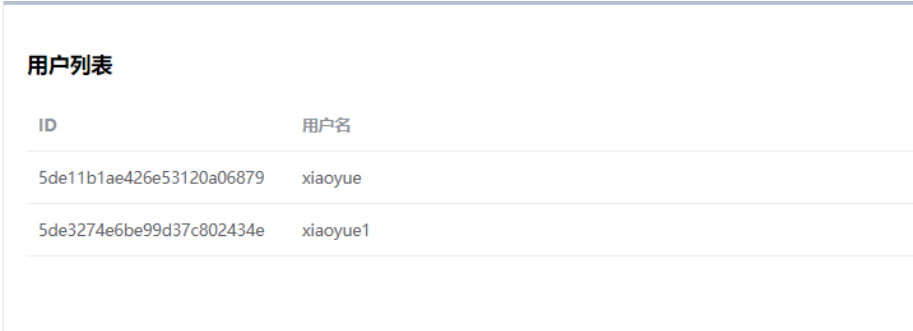 用户列表
ID 用户名
5de11b1ae426e53120a06879 xiaoyue
5de3274e6be99d37c802434e xiaoyue1